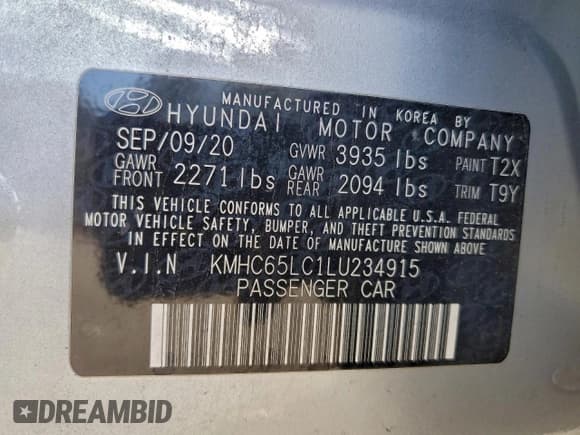 MANUFACTURED IN KOREA BY
HYUNDAI MOTOR COMPANY
SEP/09/20 GVWR 3935 lbs PAINT T2X
GAWR FRONT 2271 lbs GAWR REAR 2094 lbs TRIM T9Y
THIS VEHICLE CONFORMS TO ALL APPLICABLE U.S.A. FEDERAL
MOTOR VEHICLE SAFETY, BUMPER, AND THEFT PREVENTION STANDARDS
IN EFFECT ON THE DATE OF MANUFACTURE SHOWN ABOVE.
V.I.N KMHC65LC1LU234915
PASSENGER CAR
DREAMBID